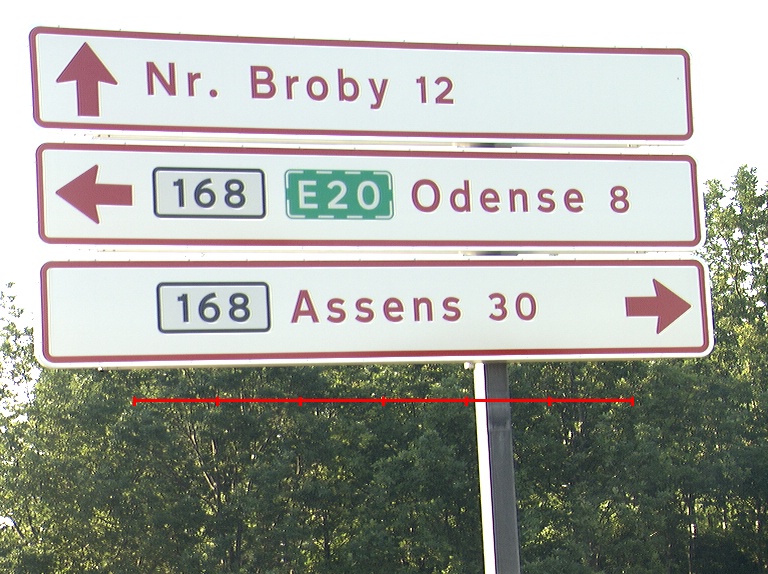 Nr. Broby 12
168 E20 Odense 8
168 Assens 30